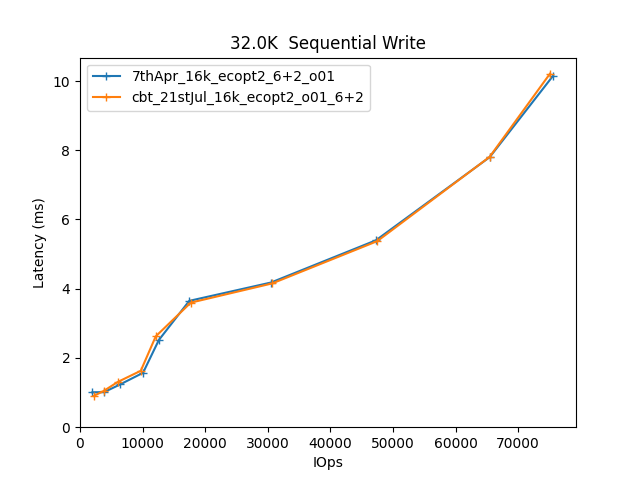 32.0K  Sequential Write
7thApr_16k_ecopt2_6+2_o01
cbt_21stJul_16k_ecopt2_o01_6+2
10
8
6
4
2
0
Latency (ms)
0 10000 20000 30000 40000 50000 60000 70000
IOps